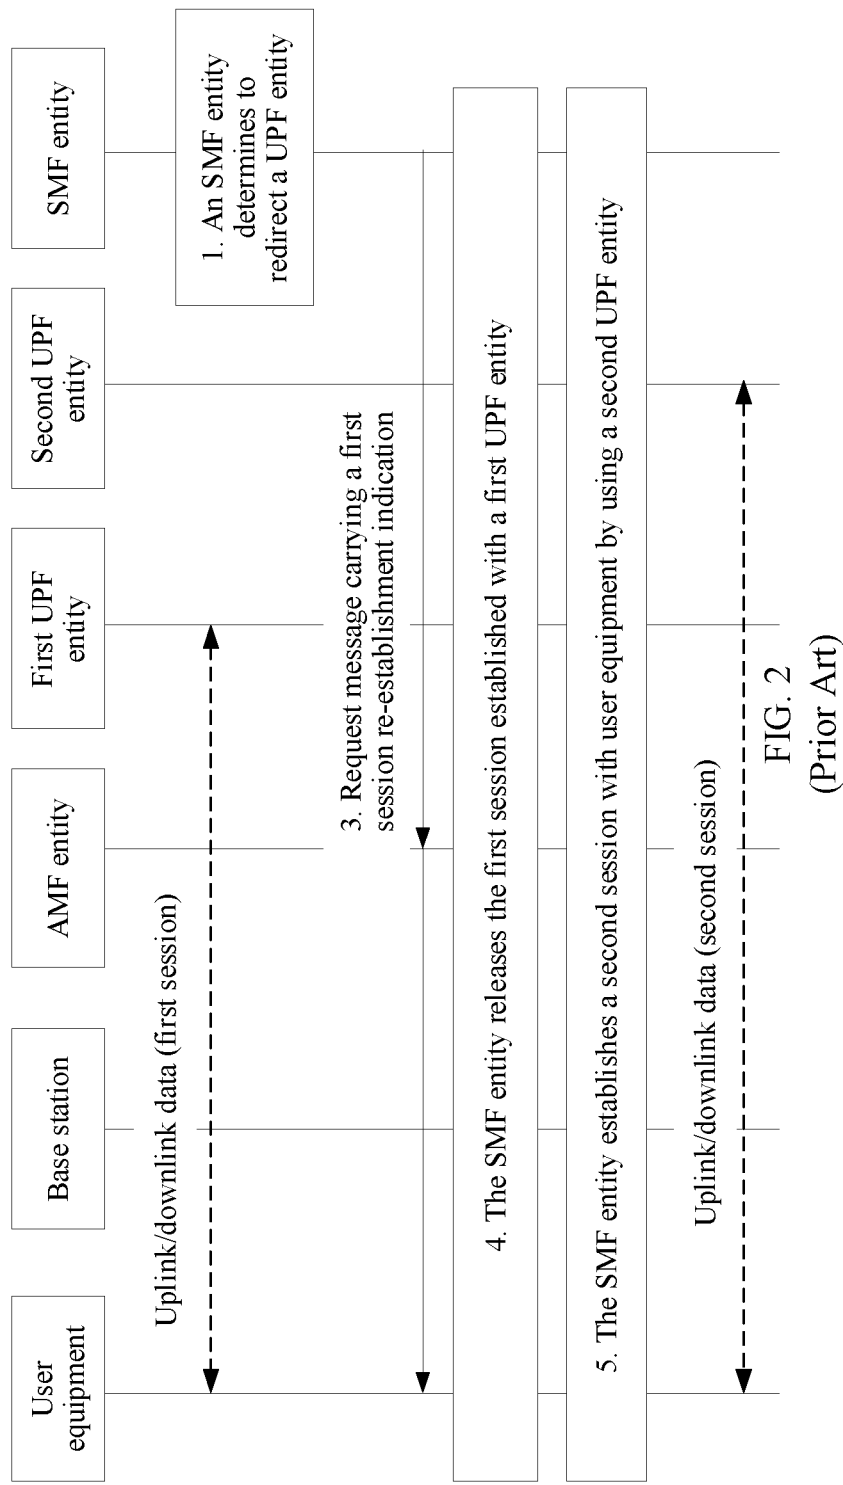 User
equipment
Base station
AMF entity
First UPF
entity
Second UPF
entity
SMF entity
Uplink/downlink data (first session)
1. An SMF entity
determines to
redirect a UPF entity
3. Request message carrying a first
session re-establishment indication
4. The SMF entity releases the first session established with a first UPF entity
5. The SMF entity establishes a second session with user equipment by using a second UPF entity
Uplink/downlink data (second session)
FIG. 2
(Prior Art)